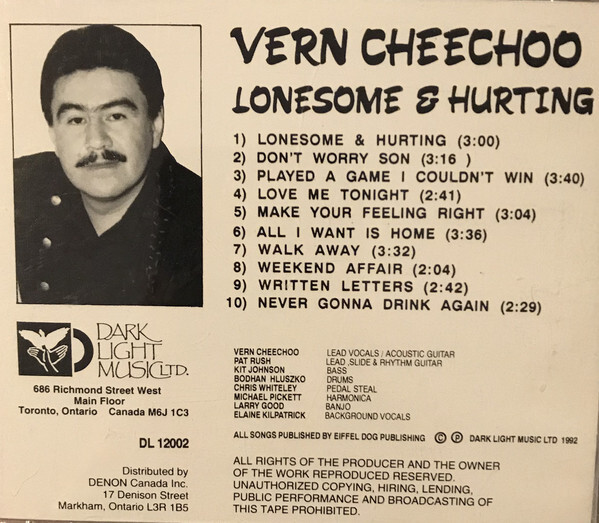 VERN CHEECHOO
LONESOME & HURTING
1) LONESOME & HURTING (3:00)
2) DON'T WORRY SON (3:16 )
3) PLAYED A GAME I COULDN'T WIN (3:40)
4) LOVE ME TONIGHT (2:41)
5) MAKE YOUR FEELING RIGHT (3:04)
6) ALL I WANT IS HOME (3:36)
7) WALK AWAY (3:32)
8) WEEKEND AFFAIR (2:04)
9) WRITTEN LETTERS (2:42)
10) NEVER GONNA DRINK AGAIN (2:29)
DARK
LIGHT
MUSIC LTD.
686 Richmond Street West
Main Floor
Toronto, Ontario Canada M6J 1C3
DL 12002
Distributed by
DENON Canada Inc.
17 Denison Street
Markham, Ontario L3R 1B5
VERN CHEECHOO LEAD VOCALS / ACOUSTIC GUITAR
PAT RUSH LEAD ,SLIDE & RHYTHM GUITAR
KIT JOHNSON BASS
BODHAN HLUSZKO DRUMS
CHRIS WHITELEY PEDAL STEAL
MICHAEL PICKETT HARMONICA
LARRY GOOD BANJO
ELAINE KILPATRICK BACKGROUND VOCALS
ALL SONGS PUBLISHED BY EIFFEL DOG PUBLISHING © ℗ DARK LIGHT MUSIC LTD 1992
ALL RIGHTS OF THE PRODUCER AND THE OWNER
OF THE WORK REPRODUCED RESERVED.
UNAUTHORIZED COPYING, HIRING, LENDING,
PUBLIC PERFORMANCE AND BROADCASTING OF
THIS TAPE PROHIBITED.